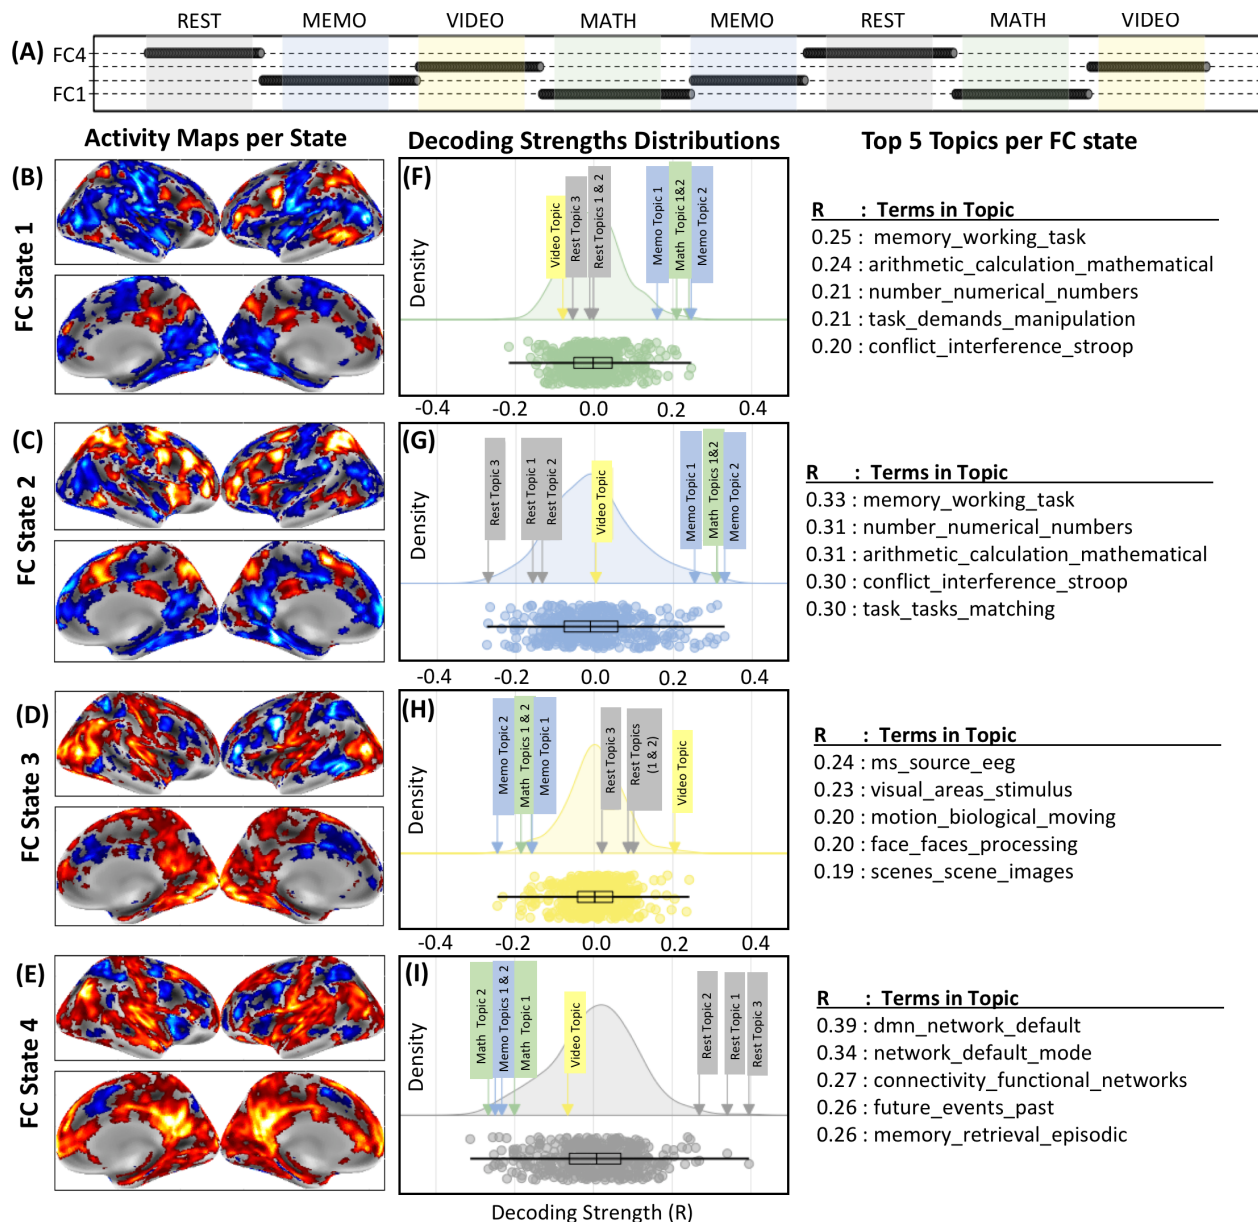 REST MEMO VIDEO MATH MEMO REST MATH VIDEO
(A)
FC4
FC1
Activity Maps per State
Decoding Strengths Distributions
Top 5 Topics per FC state
(B)
FC State 1
(F)
Density
Video Topic
Rest Topic 3
Rest Topics 1 & 2
Memo Topic 1
Math Topic 1&2
Memo Topic 2
-0.4 -0.2 0.0 0.2 0.4
R : Terms in Topic
0.25 : memory_working_task
0.24 : arithmetic_calculation_mathematical
0.21 : number_numerical_numbers
0.21 : task_demands_manipulation
0.20 : conflict_interference_stroop
(C)
FC State 2
(G)
Density
Rest Topic 3
Rest Topic 1
Rest Topic 2
Video Topic
Memo Topic 1
Math Topics 1&2
Memo Topic 2
-0.4 -0.2 0.0 0.2 0.4
R : Terms in Topic
0.33 : memory_working_task
0.31 : number_numerical_numbers
0.31 : arithmetic_calculation_mathematical
0.30 : conflict_interference_stroop
0.30 : task_tasks_matching
(D)
FC State 3
(H)
Density
Memo Topic 2
Math Topics 1 & 2
Memo Topic 1
Rest Topic 3
Rest Topics
(1 & 2)
Video Topic
-0.4 -0.2 0.0 0.2 0.4
R : Terms in Topic
0.24 : ms_source_eeg
0.23 : visual_areas_stimulus
0.20 : motion_biological_moving
0.20 : face_faces_processing
0.19 : scenes_scene_images
(E)
FC State 4
(I)
Density
Math Topic 2
Memo Topics 1 & 2
Math Topic 1
Video Topic
Rest Topic 2
Rest Topic 1
Rest Topic 3
Decoding Strength (R)
R : Terms in Topic
0.39 : dmn_network_default
0.34 : network_default_mode
0.27 : connectivity_functional_networks
0.26 : future_events_past
0.26 : memory_retrieval_episodic